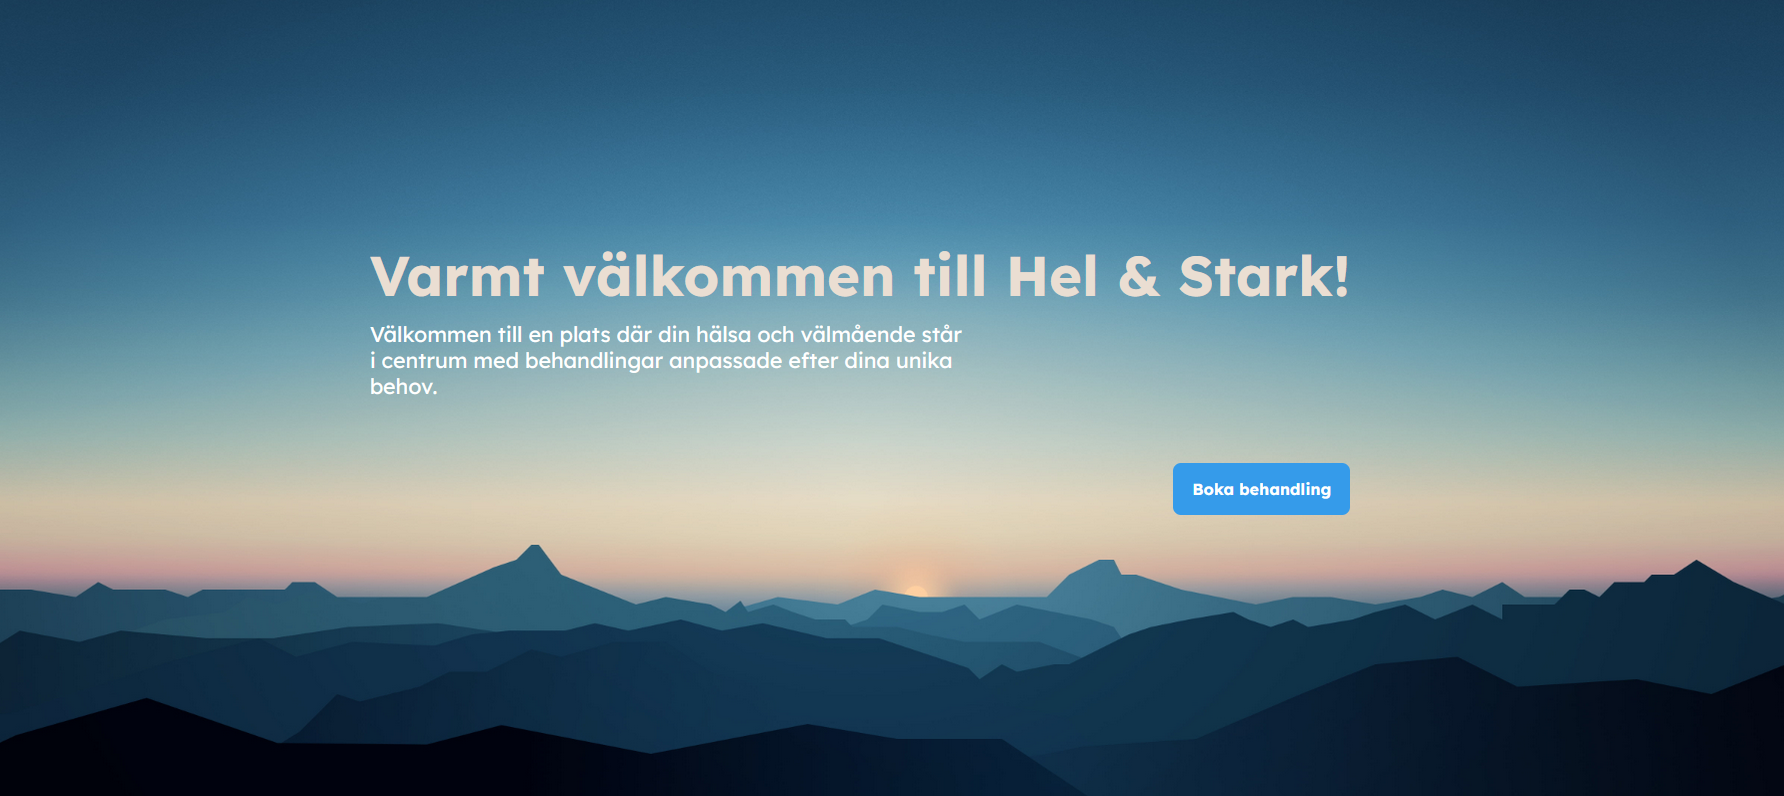 Varmt välkommen till Hel & Stark!
Välkommen till en plats där din hälsa och välmående står
i centrum med behandlingar anpassade efter dina unika
behov.
Boka behandling